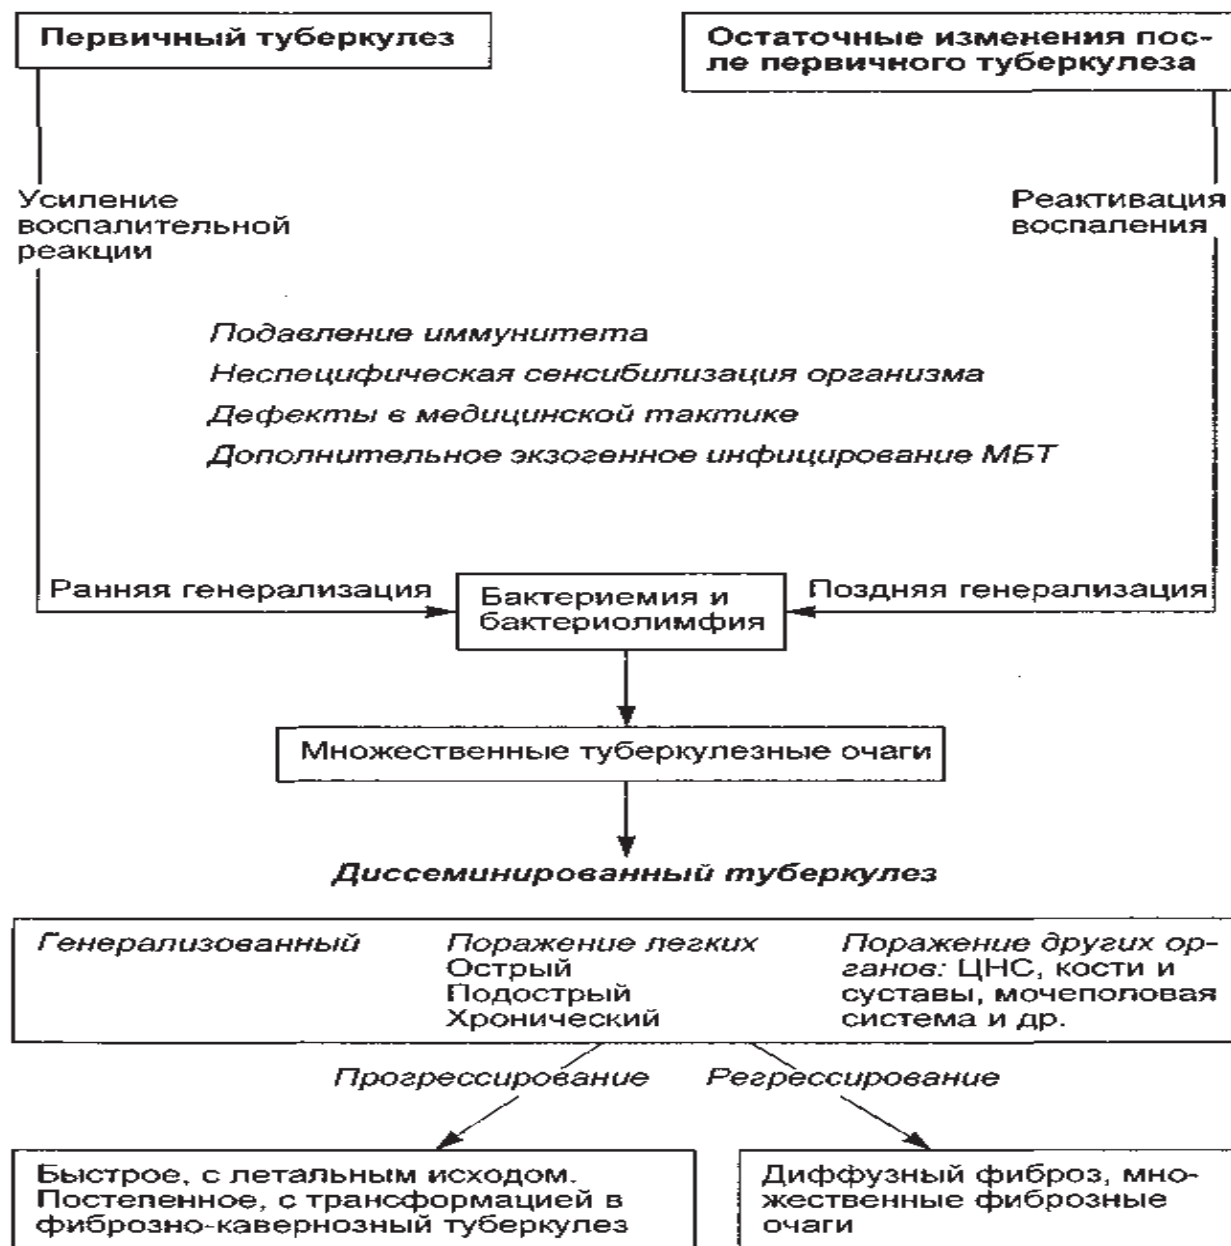 Первичный туберкулез
Остаточные изменения пос-
ле первичного туберкулеза
Усиление
воспалительной
реакции
Реактивация
воспаления
Подавление иммунитета
Неспецифическая сенсибилизация организма
Дефекты в медицинской тактике
Дополнительное экзогенное инфицирование МБТ
Ранняя генерализация
Бактериемия и
бактериолимфия
Поздняя генерализация
Множественные туберкулезные очаги
Диссеминированный туберкулез
Генерализованный
Поражение легких
Острый
Подострый
Хронический
Поражение других ор-
ганов: ЦНС, кости и
суставы, мочеполовая
система и др.
Прогрессирование
Регрессирование
Быстрое, с летальным исходом.
Постепенное, с трансформацией в
фиброзно-кавернозный туберкулез
Диффузный фиброз, мно-
жественные фиброзные
очаги